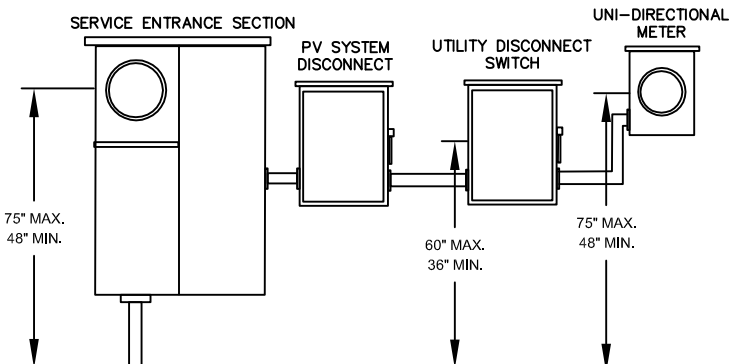 SERVICE ENTRANCE SECTION
PV SYSTEM
DISCONNECT
UTILITY DISCONNECT
SWITCH
UNI-DIRECTIONAL
METER
75" MAX.
48" MIN.
60" MAX.
36" MIN.
75" MAX.
48" MIN.